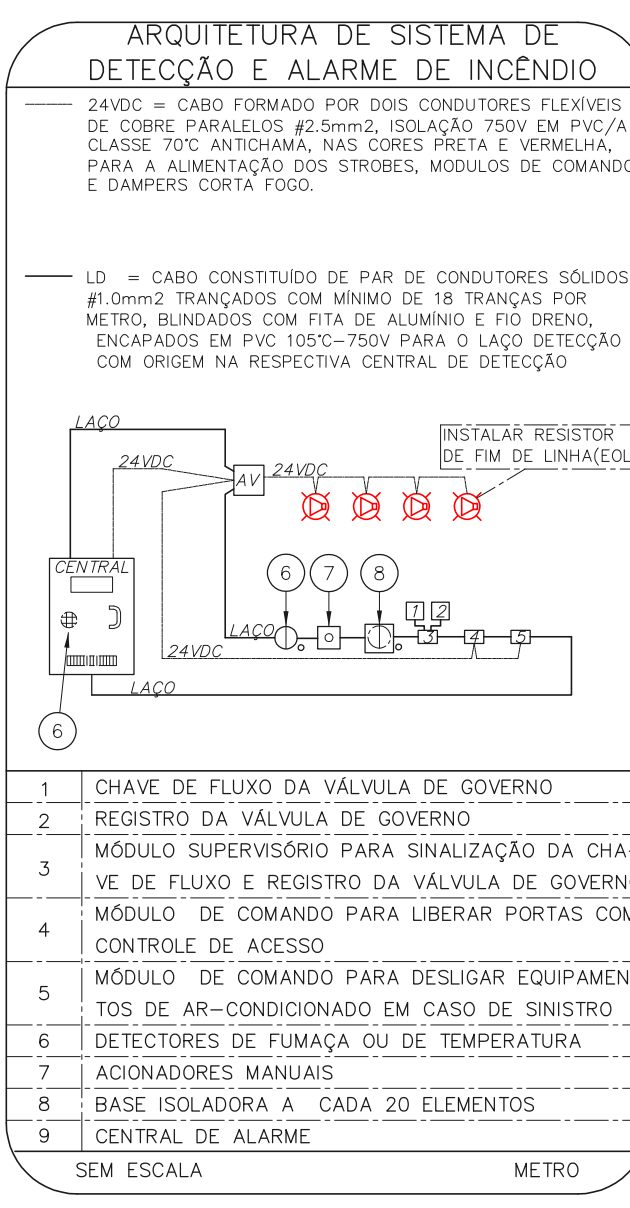 ARQUITETURA DE SISTEMA DE
DETECÇÃO E ALARME DE INCÊNDIO
24VDC = CABO FORMADO POR DOIS CONDUTORES FLEXÍVEIS
DE COBRE PARALELOS #2.5mm2, ISOLAÇÃO 750V EM PVC/A
CLASSE 70°C ANTICHAMA, NAS CORES PRETA E VERMELHA,
PARA A ALIMENTAÇÃO DOS STROBES, MODULOS DE COMANDO
E DAMPERS CORTA FOGO.
LD = CABO CONSTITUÍDO DE PAR DE CONDUTORES SÓLIDOS
#1.0mm2 TRANÇADOS COM MÍNIMO DE 18 TRANÇAS POR
METRO, BLINDADOS COM FITA DE ALUMÍNIO E FIO DRENO,
ENCAPADOS EM PVC 105°C-750V PARA O LAÇO DETECÇÃO
COM ORIGEM NA RESPECTIVA CENTRAL DE DETECÇÃO
LAÇO
INSTALAR RESISTOR
DE FIM DE LINHA(EOL
24VDC
AV
24VDC
CENTRAL
6
7
8
1
2
LAÇO
3
4
5
24VDC
LAÇO
6
1 CHAVE DE FLUXO DA VÁLVULA DE GOVERNO
2 REGISTRO DA VÁLVULA DE GOVERNO
3 MÓDULO SUPERVISÓRIO PARA SINALIZAÇÃO DA CHA-
VE DE FLUXO E REGISTRO DA VÁLVULA DE GOVERNO
4 MÓDULO DE COMANDO PARA LIBERAR PORTAS COM
CONTROLE DE ACESSO
5 MÓDULO DE COMANDO PARA DESLIGAR EQUIPAMEN
TOS DE AR-CONDICIONADO EM CASO DE SINISTRO
6 DETECTORES DE FUMAÇA OU DE TEMPERATURA
7 ACIONADORES MANUAIS
8 BASE ISOLADORA A CADA 20 ELEMENTOS
9 CENTRAL DE ALARME
SEM ESCALA
METRO